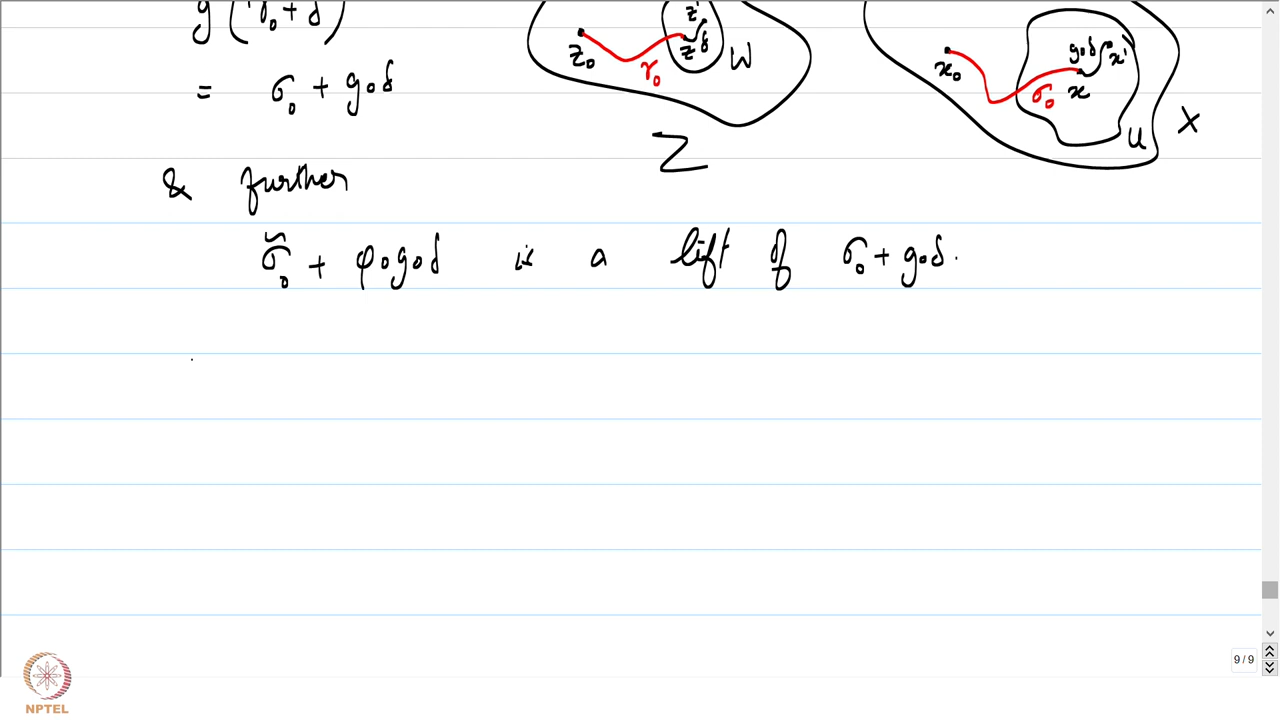 g(γ₀ + δ)
= σ₀ + g∘δ
& further
σ̃₀ + φ∘g∘δ is a lift of σ₀ + g∘δ.
z₀ γ₀ z δ z' W
Z
x₀ σ₀ x g∘δ x' U X
9 / 9
NPTEL